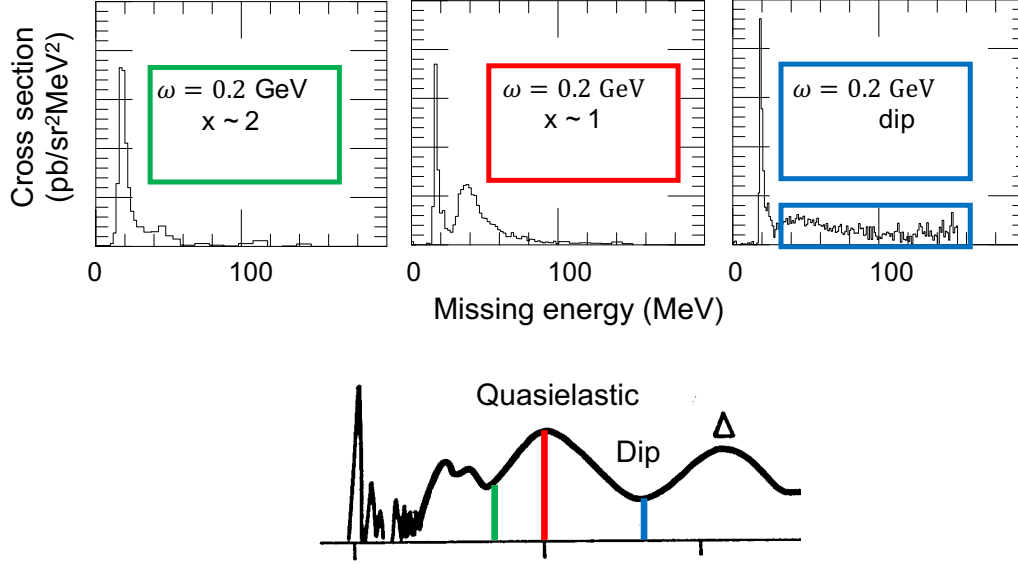 Cross section
(pb/sr²MeV²)
ω = 0.2 GeV
x ~ 2
ω = 0.2 GeV
x ~ 1
ω = 0.2 GeV
dip
0
100
0
100
0
100
Missing energy (MeV)
Quasielastic
Dip
Δ